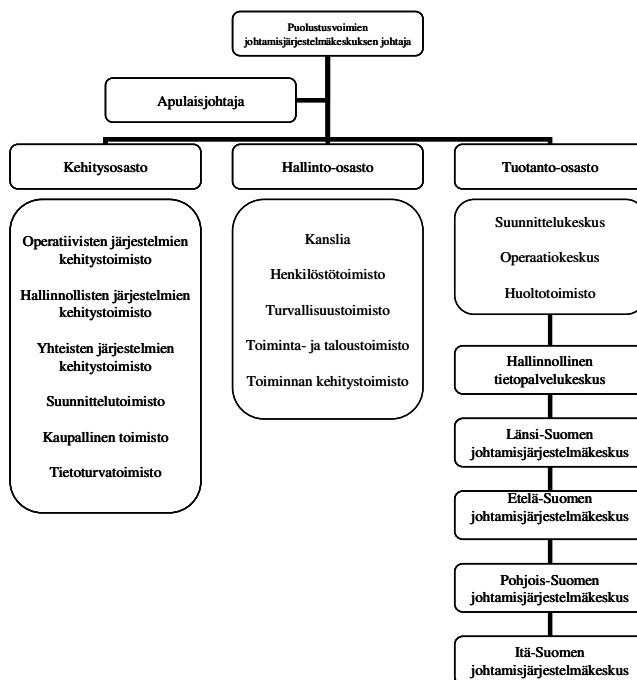 Puolustusvoimien
johtamisjärjestelmäkeskuksen johtaja
Apulaisjohtaja
Kehitysosasto
Hallinto-osasto
Tuotanto-osasto
Operatiivisten järjestelmien
kehitystoimisto
Hallinnollisten järjestelmien
kehitystoimisto
Yhteisten järjestelmien
kehitystoimisto
Suunnittelutoimisto
Kaupallinen toimisto
Tietoturvatoimisto
Kanslia
Henkilöstötoimisto
Turvallisuustoimisto
Toiminta- ja taloustoimisto
Toiminnan kehitystoimisto
Suunnittelukeskus
Operaatiokeskus
Huoltotoimisto
Hallinnollinen
tietopalvelukeskus
Länsi-Suomen
johtamisjärjestelmäkeskus
Etelä-Suomen
johtamisjärjestelmäkeskus
Pohjois-Suomen
johtamisjärjestelmäkeskus
Itä-Suomen
johtamisjärjestelmäkeskus